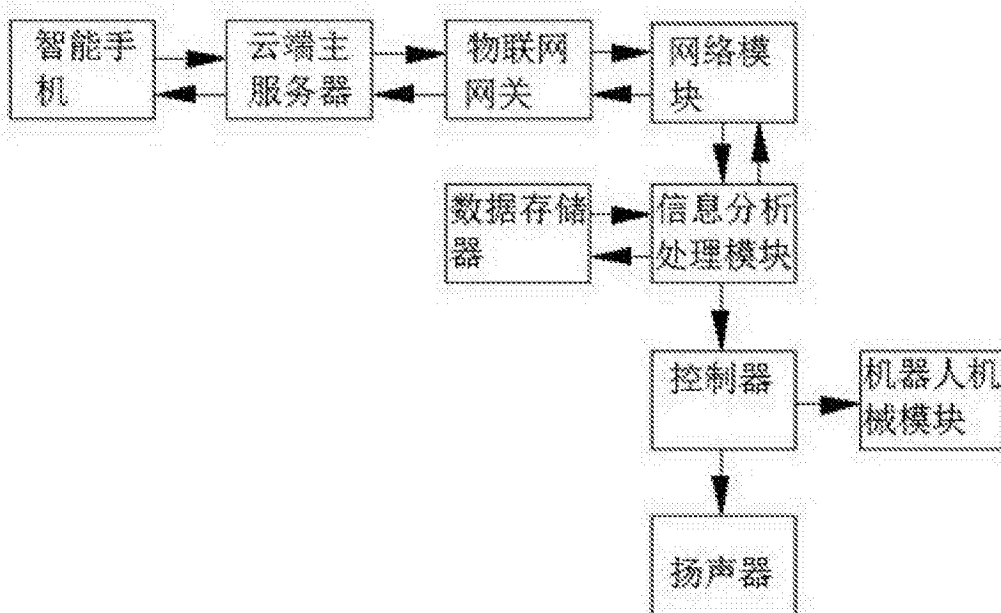 智能手
机
云端主
服务器
物联网
网关
网络模
块
数据存储
器
信息分析
处理模块
控制器
机器人机
械模块
扬声器